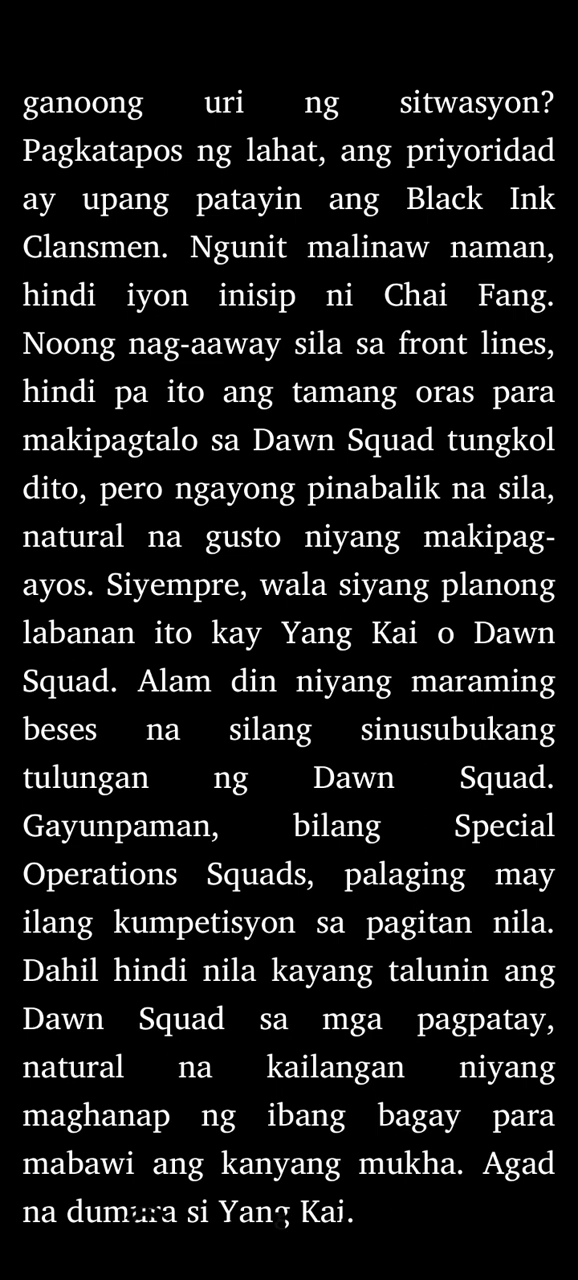 ganoong uri ng sitwasyon?
Pagkatapos ng lahat, ang priyoridad
ay upang patayin ang Black Ink
Clansmen. Ngunit malinaw naman,
hindi iyon inisip ni Chai Fang.
Noong nag-aaway sila sa front lines,
hindi pa ito ang tamang oras para
makipagtalo sa Dawn Squad tungkol
dito, pero ngayong pinabalik na sila,
natural na gusto niyang makipag-
ayos. Siyempre, wala siyang planong
labanan ito kay Yang Kai o Dawn
Squad. Alam din niyang maraming
beses na silang sinusubukang
tulungan ng Dawn Squad.
Gayunpaman, bilang Special
Operations Squads, palaging may
ilang kumpetisyon sa pagitan nila.
Dahil hindi nila kayang talunin ang
Dawn Squad sa mga pagpatay,
natural na kailangan niyang
maghanap ng ibang bagay para
mabawi ang kanyang mukha. Agad
na si Yang Kai.